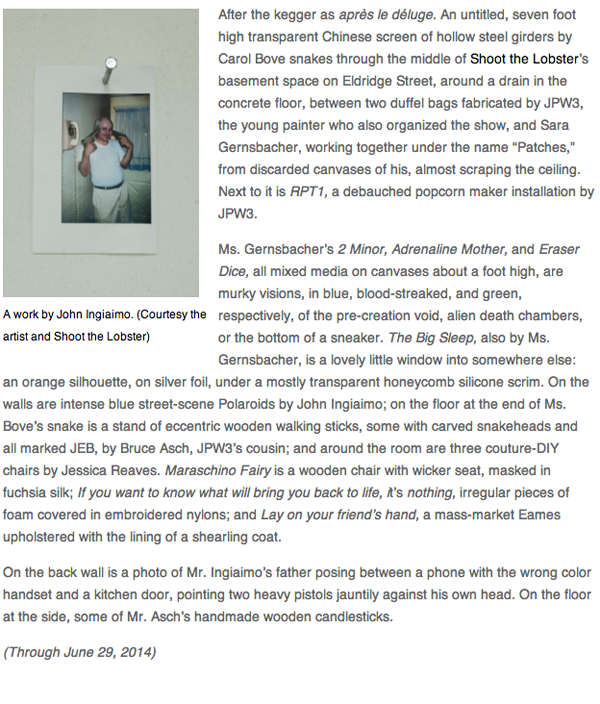 After the kegger as après le déluge. An untitled, seven foot
high transparent Chinese screen of hollow steel girders by
Carol Bove snakes through the middle of Shoot the Lobster's
basement space on Eldridge Street, around a drain in the
concrete floor, between two duffel bags fabricated by JPW3,
the young painter who also organized the show, and Sara
Gernsbacher, working together under the name “Patches,”
from discarded canvases of his, almost scraping the ceiling.
Next to it is RPT1, a debauched popcorn maker installation by
JPW3.
Ms. Gernsbacher's 2 Minor, Adrenaline Mother, and Eraser
Dice, all mixed media on canvases about a foot high, are
murky visions, in blue, blood-streaked, and green,
respectively, of the pre-creation void, alien death chambers,
or the bottom of a sneaker. The Big Sleep, also by Ms.
Gernsbacher, is a lovely little window into somewhere else:
A work by John Ingiaimo. (Courtesy the
artist and Shoot the Lobster)
an orange silhouette, on silver foil, under a mostly transparent honeycomb silicone scrim. On the
walls are intense blue street-scene Polaroids by John Ingiaimo; on the floor at the end of Ms.
Bove's snake is a stand of eccentric wooden walking sticks, some with carved snakeheads and
all marked JEB, by Bruce Asch, JPW3's cousin; and around the room are three couture-DIY
chairs by Jessica Reaves. Maraschino Fairy is a wooden chair with wicker seat, masked in
fuchsia silk; If you want to know what will bring you back to life, it's nothing, irregular pieces of
foam covered in embroidered nylons; and Lay on your friend's hand, a mass-market Eames
upholstered with the lining of a shearling coat.
On the back wall is a photo of Mr. Ingiaimo's father posing between a phone with the wrong color
handset and a kitchen door, pointing two heavy pistols jauntily against his own head. On the floor
at the side, some of Mr. Asch's handmade wooden candlesticks.
(Through June 29, 2014)